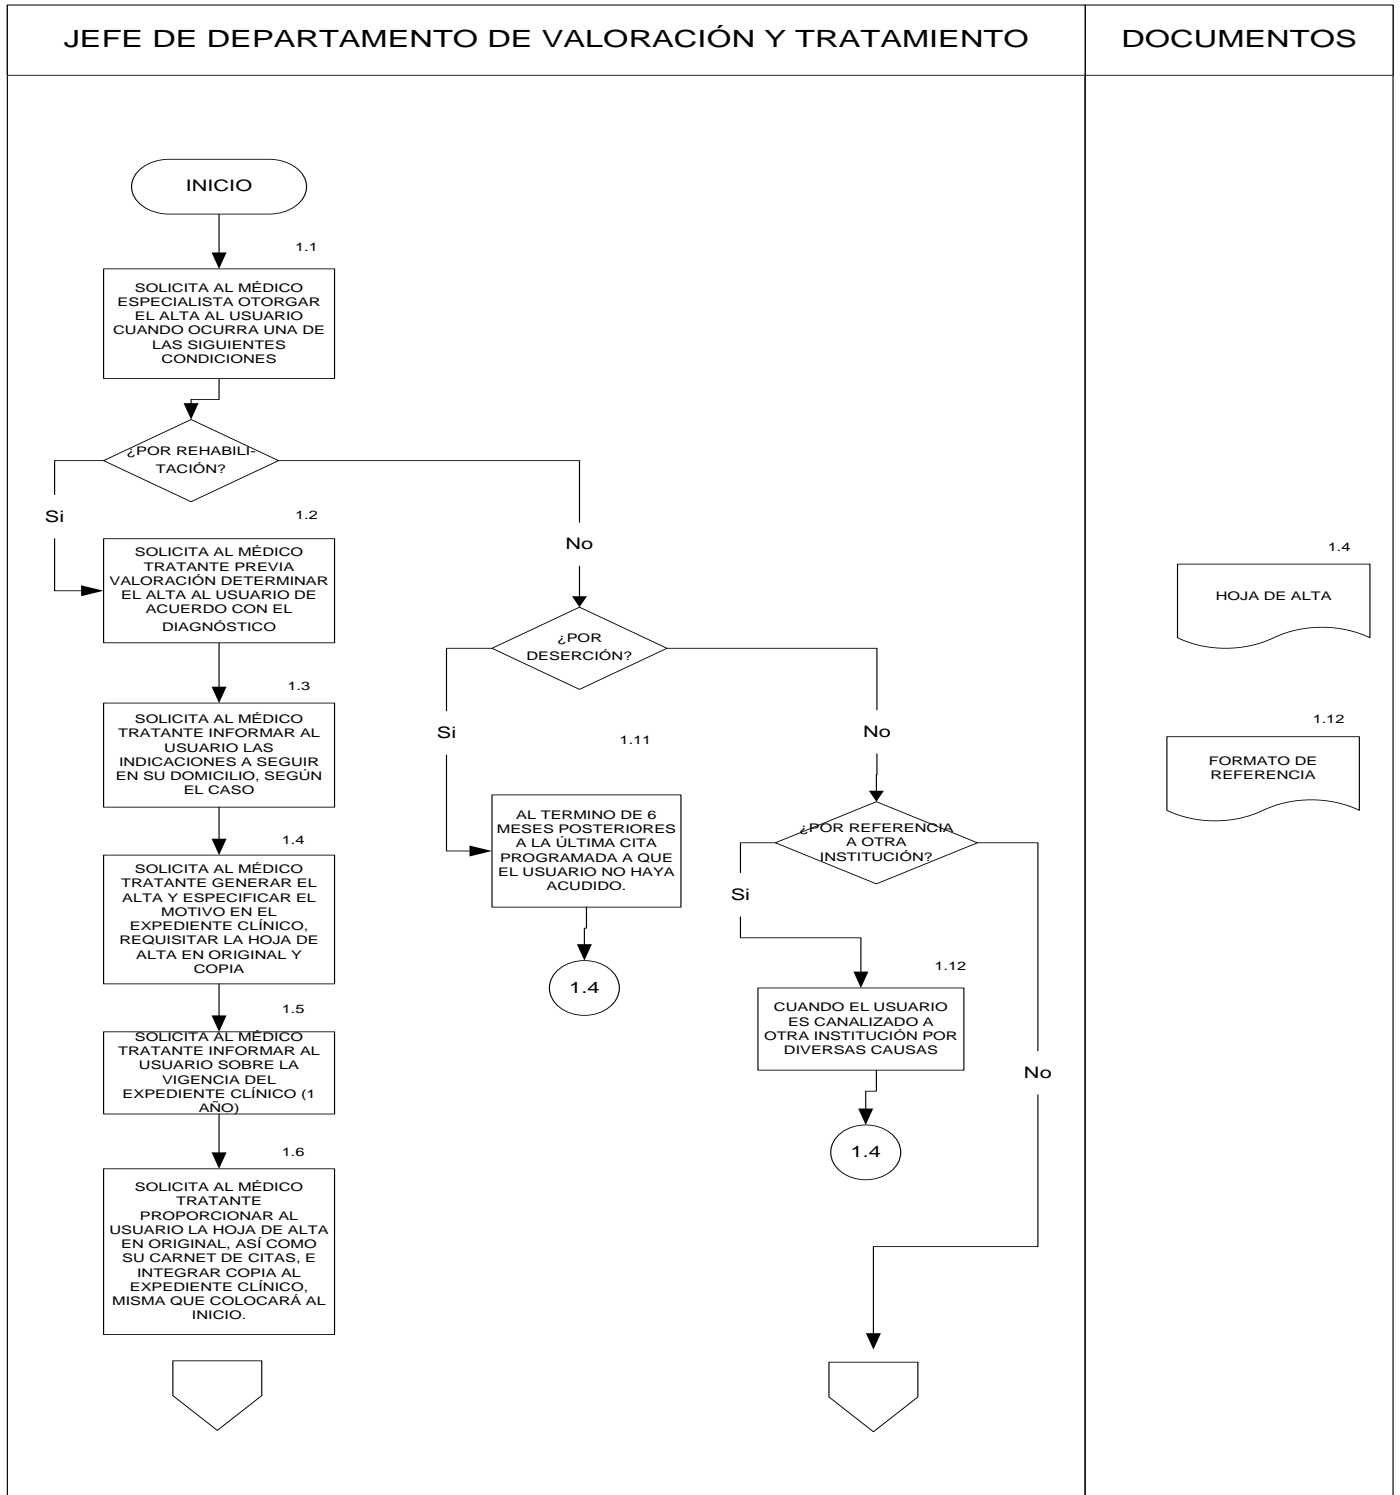 JEFE DE DEPARTAMENTO DE VALORACIÓN Y TRATAMIENTO
DOCUMENTOS
INICIO
1.1
SOLICITA AL MÉDICO
ESPECIALISTA OTORGAR
EL ALTA AL USUARIO
CUANDO OCURRA UNA DE
LAS SIGUIENTES
CONDICIONES
¿POR REHABILI-
TACIÓN?
Si
No
1.2
SOLICITA AL MÉDICO
TRATANTE PREVIA
VALORACIÓN DETERMINAR
EL ALTA AL USUARIO DE
ACUERDO CON EL
DIAGNÓSTICO
1.3
SOLICITA AL MÉDICO
TRATANTE INFORMAR AL
USUARIO LAS
INDICACIONES A SEGUIR
EN SU DOMICILIO, SEGÚN
EL CASO
1.4
SOLICITA AL MÉDICO
TRATANTE GENERAR EL
ALTA Y ESPECIFICAR EL
MOTIVO EN EL
EXPEDIENTE CLÍNICO,
REQUISITAR LA HOJA DE
ALTA EN ORIGINAL Y
COPIA
1.5
SOLICITA AL MÉDICO
TRATANTE INFORMAR AL
USUARIO SOBRE LA
VIGENCIA DEL
EXPEDIENTE CLÍNICO (1
AÑO)
1.6
SOLICITA AL MÉDICO
TRATANTE
PROPORCIONAR AL
USUARIO LA HOJA DE ALTA
EN ORIGINAL, ASÍ COMO
SU CARNET DE CITAS, E
INTEGRAR COPIA AL
EXPEDIENTE CLÍNICO,
MISMA QUE COLOCARÁ AL
INICIO.
¿POR
DESERCIÓN?
Si
No
1.11
AL TERMINO DE 6
MESES POSTERIORES
A LA ÚLTIMA CITA
PROGRAMADA A QUE
EL USUARIO NO HAYA
ACUDIDO.
1.4
¿POR REFERENCIA
A OTRA
INSTITUCIÓN?
Si
No
1.12
CUANDO EL USUARIO
ES CANALIZADO A
OTRA INSTITUCIÓN POR
DIVERSAS CAUSAS
1.4
1.4
HOJA DE ALTA
1.12
FORMATO DE
REFERENCIA